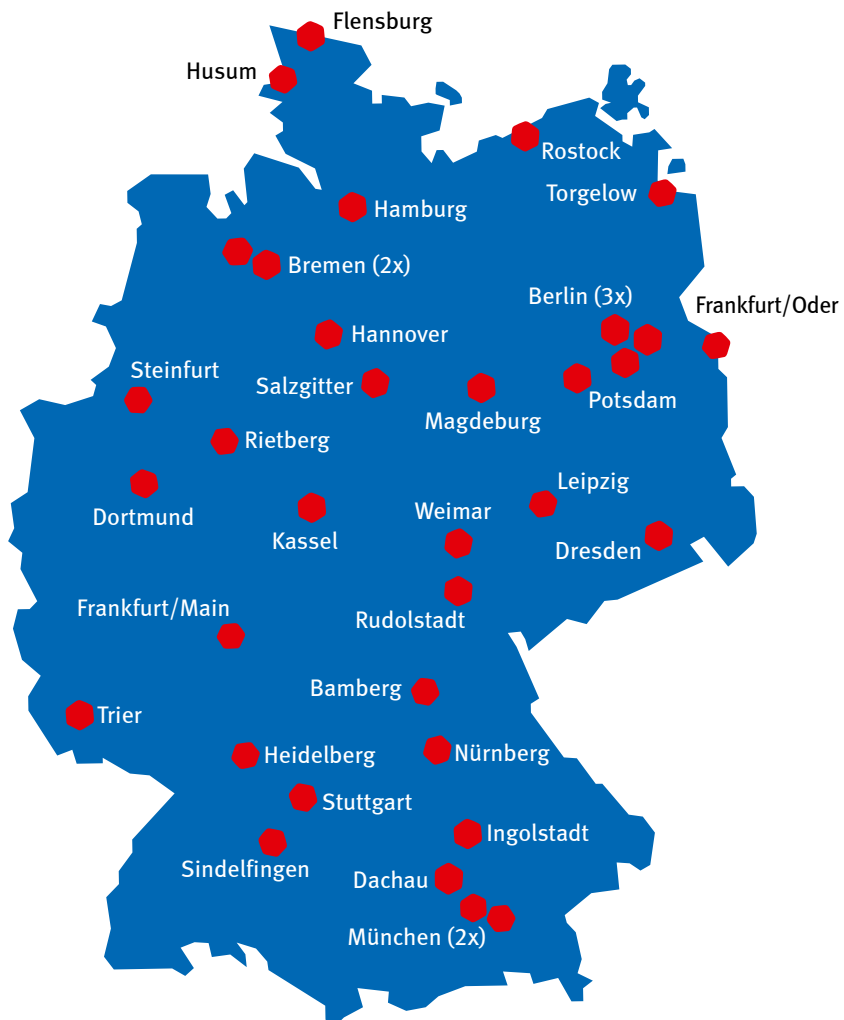 Flensburg
Husum
Rostock
Torgelow
Hamburg
Bremen (2x)
Berlin (3x)
Frankfurt/Oder
Hannover
Steinfurt
Salzgitter
Potsdam
Magdeburg
Rietberg
Leipzig
Dortmund
Weimar
Kassel
Dresden
Frankfurt/Main
Rudolstadt
Bamberg
Trier
Heidelberg
Nürnberg
Stuttgart
Ingolstadt
Sindelfingen
Dachau
München (2x)